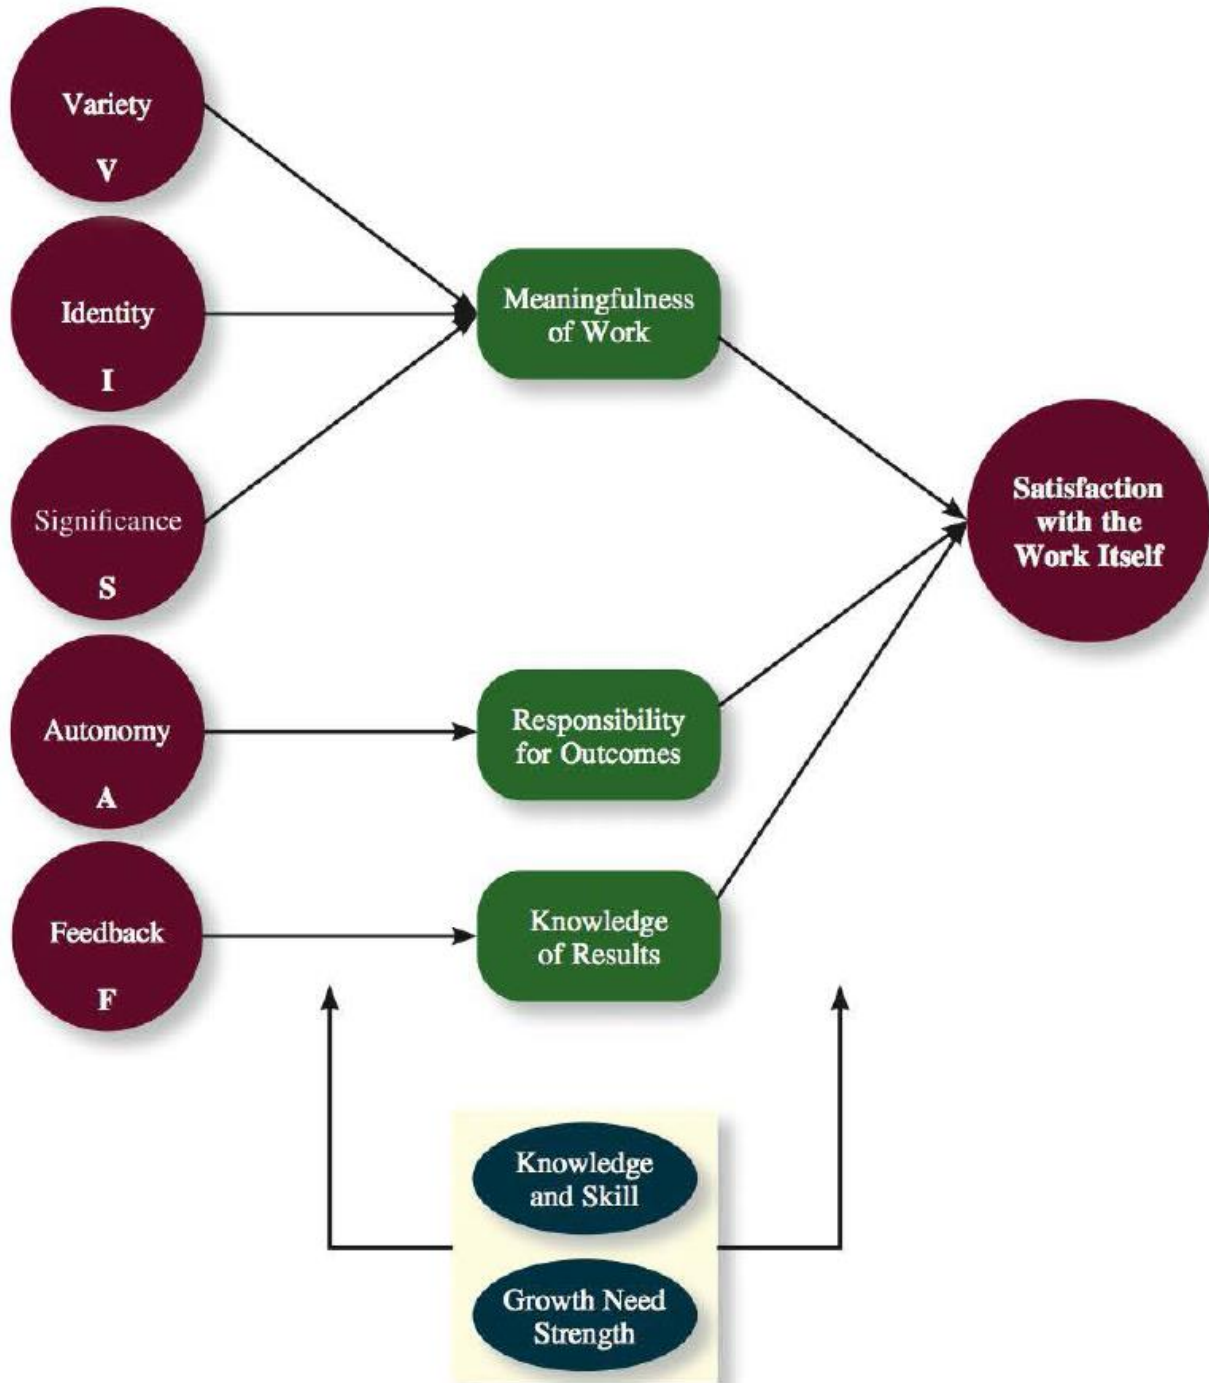 Variety
V
Identity
I
Significance
S
Autonomy
A
Feedback
F
Meaningfulness
of Work
Responsibility
for Outcomes
Knowledge
of Results
Satisfaction
with the
Work Itself
Knowledge
and Skill
Growth Need
Strength